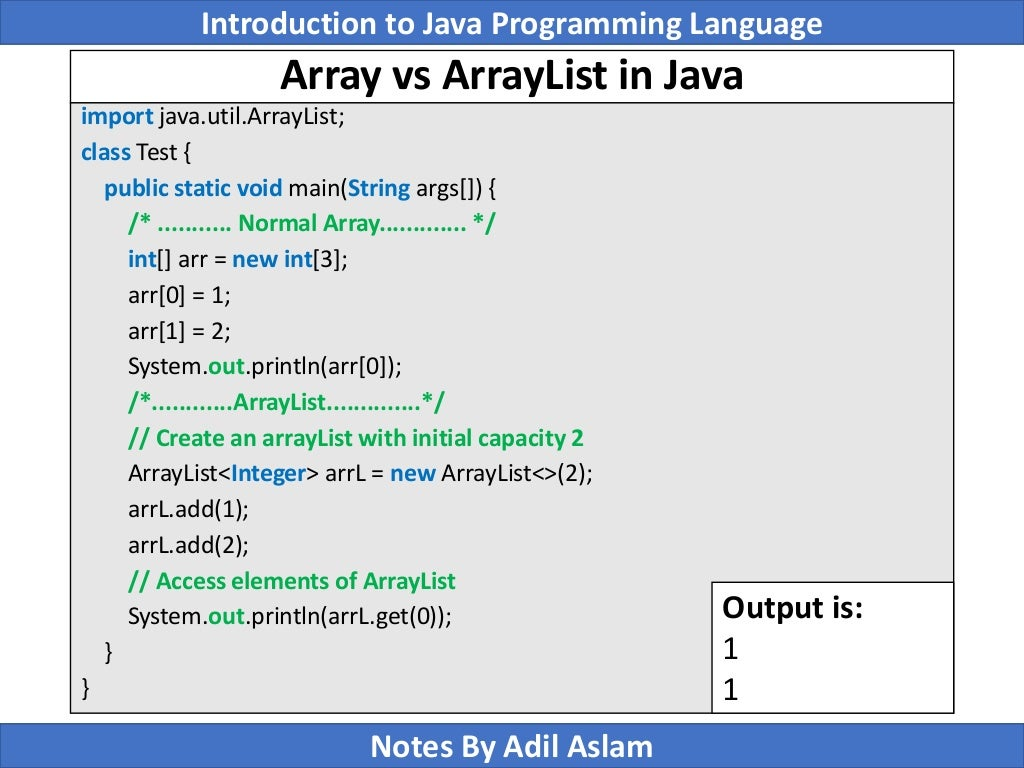 Introduction to Java Programming Language
Array vs ArrayList in Java
import java.util.ArrayList;
class Test {
public static void main(String args[]) {
/* ........... Normal Array............. */
int[] arr = new int[3];
arr[0] = 1;
arr[1] = 2;
System.out.println(arr[0]);
/*............ArrayList..............*/
// Create an arrayList with initial capacity 2
ArrayList<Integer> arrL = new ArrayList<>(2);
arrL.add(1);
arrL.add(2);
// Access elements of ArrayList
System.out.println(arrL.get(0));
}
}
Output is:
1
1
Notes By Adil Aslam